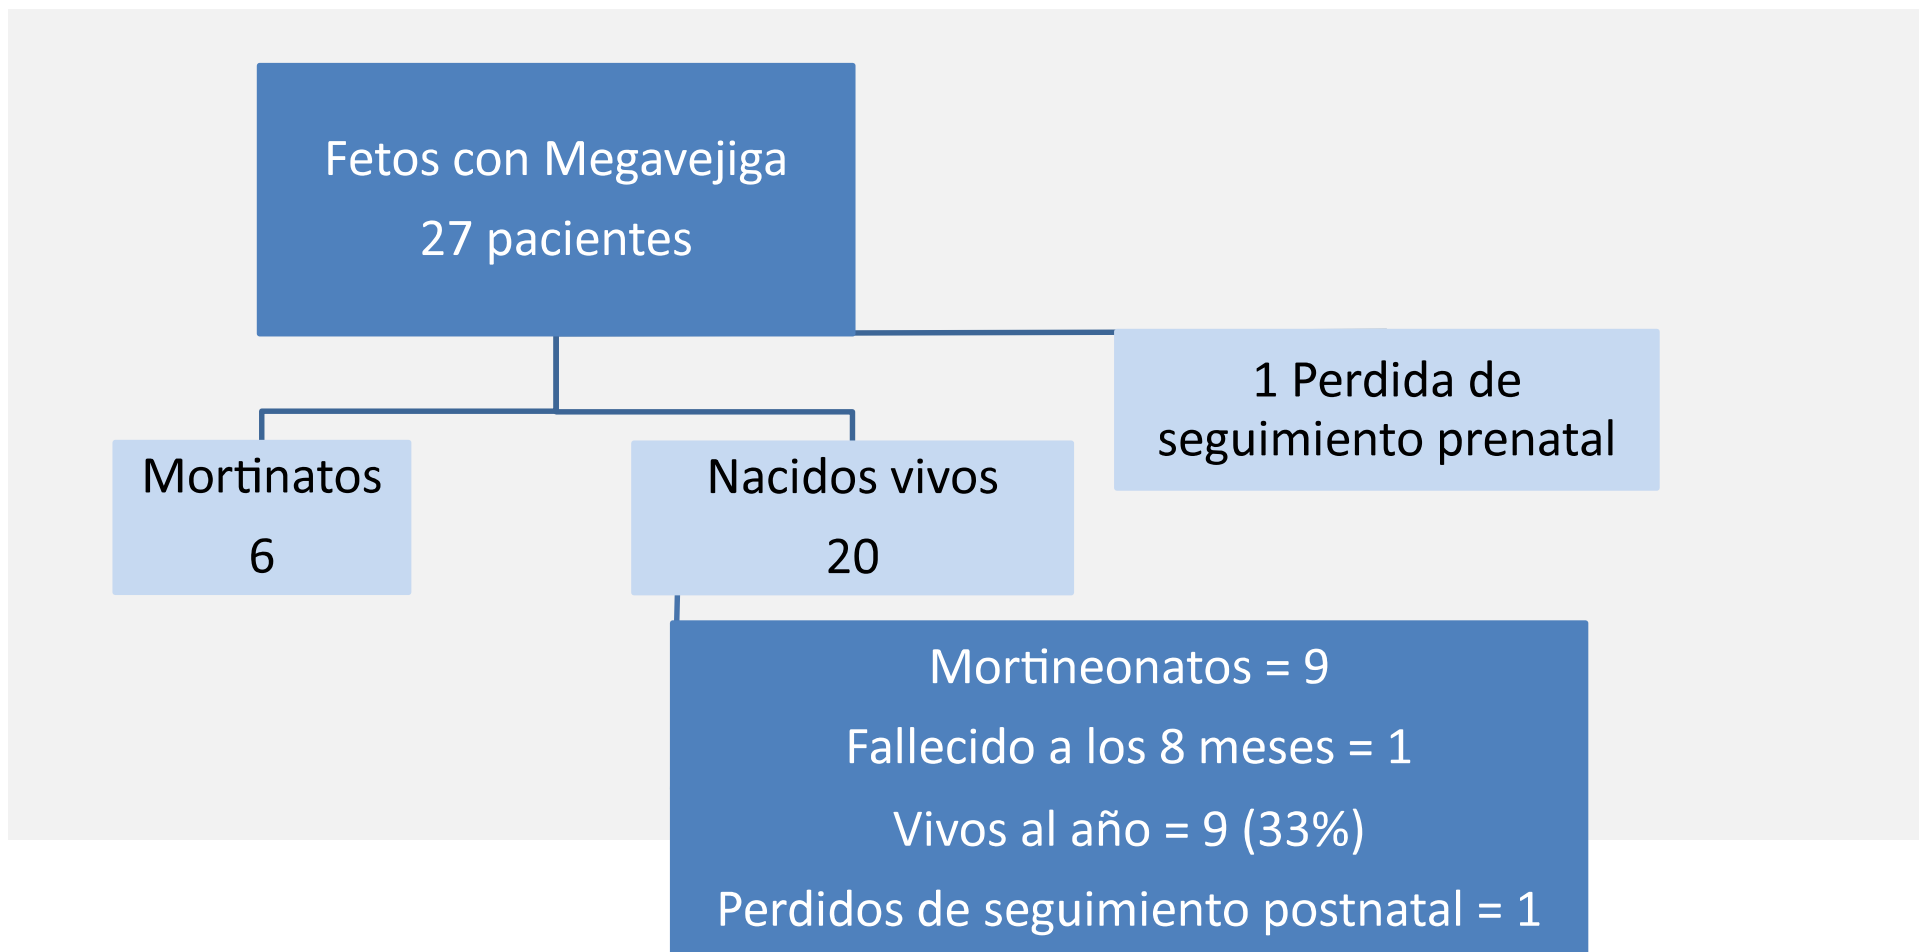 Fetos con Megavejiga
27 pacientes
1 Perdida de
seguimiento prenatal
Mortinatos
6
Nacidos vivos
20
Mortineonatos = 9
Fallecido a los 8 meses = 1
Vivos al año = 9 (33%)
Perdidos de seguimiento postnatal = 1